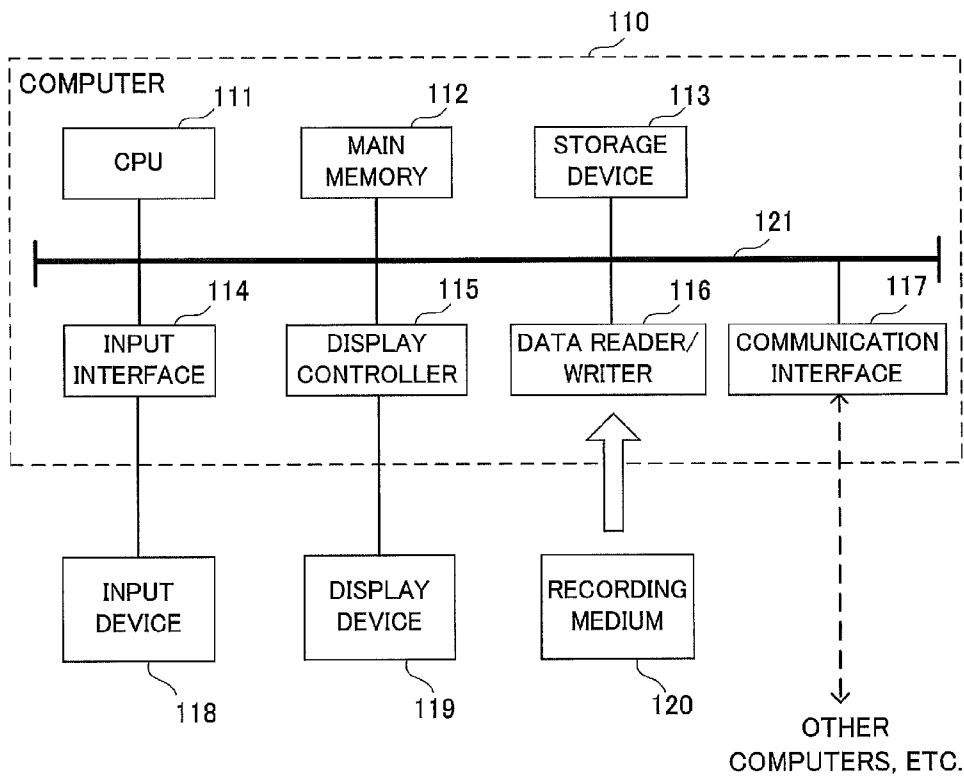 110
COMPUTER
111
112
113
CPU
MAIN
MEMORY
STORAGE
DEVICE
121
114
115
116
117
INPUT
INTERFACE
DISPLAY
CONTROLLER
DATA READER/
WRITER
COMMUNICATION
INTERFACE
INPUT
DEVICE
DISPLAY
DEVICE
RECORDING
MEDIUM
118
119
120
OTHER
COMPUTERS, ETC.